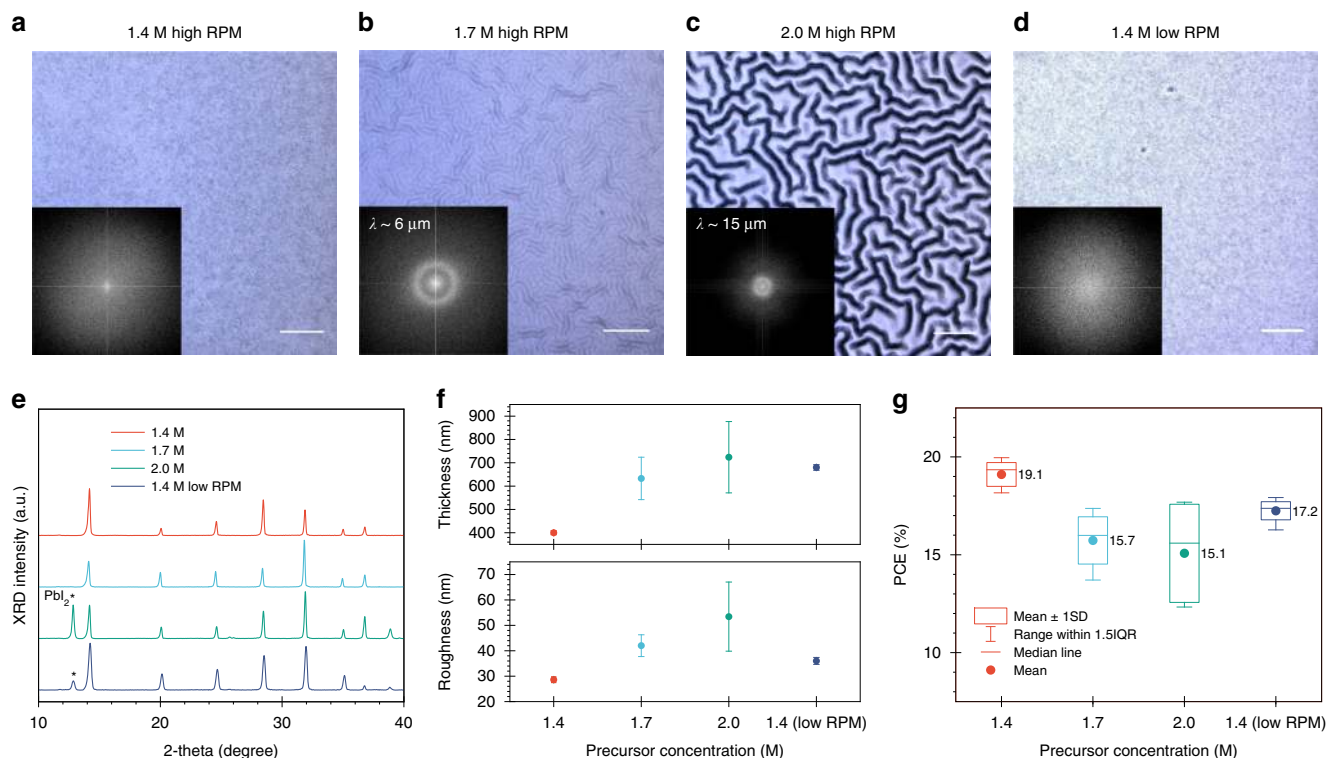 a
1.4 M high RPM
b
1.7 M high RPM
λ ~ 6 μm
c
2.0 M high RPM
λ ~ 15 μm
d
1.4 M low RPM
e
1.4 M
1.7 M
2.0 M
1.4 M low RPM
PbI2*
*
XRD intensity (a.u.)
10 20 30 40
2-theta (degree)
f
900
800
700
600
500
400
Thickness (nm)
70
60
50
40
30
20
Roughness (nm)
1.4 1.7 2.0 1.4 (low RPM)
Precursor concentration (M)
g
20
15
10
PCE (%)
19.1
15.7
15.1
17.2
Mean ± 1SD
Range within 1.5IQR
Median line
Mean
1.4 1.7 2.0 1.4 (low RPM)
Precursor concentration (M)